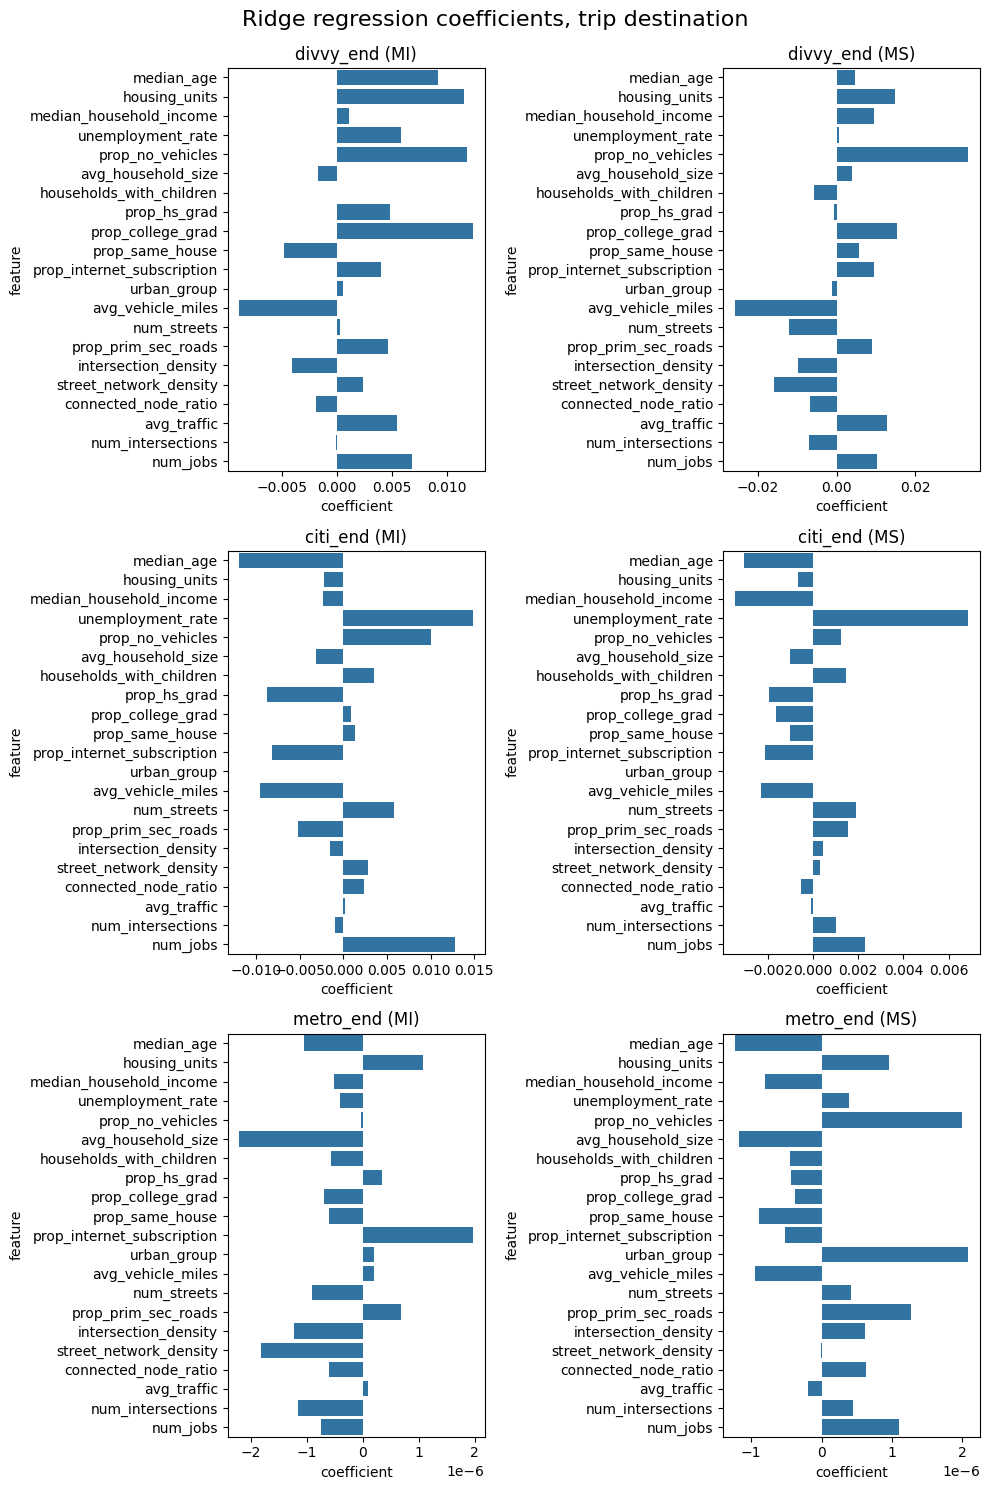 Ridge regression coefficients, trip destination
divvy_end (MI)
median_age
housing_units
median_household_income
unemployment_rate
prop_no_vehicles
avg_household_size
households_with_children
prop_hs_grad
prop_college_grad
prop_same_house
prop_internet_subscription
urban_group
avg_vehicle_miles
num_streets
prop_prim_sec_roads
intersection_density
street_network_density
connected_node_ratio
avg_traffic
num_intersections
num_jobs
feature
−0.005 0.000 0.005 0.010
coefficient
divvy_end (MS)
median_age
housing_units
median_household_income
unemployment_rate
prop_no_vehicles
avg_household_size
households_with_children
prop_hs_grad
prop_college_grad
prop_same_house
prop_internet_subscription
urban_group
avg_vehicle_miles
num_streets
prop_prim_sec_roads
intersection_density
street_network_density
connected_node_ratio
avg_traffic
num_intersections
num_jobs
feature
−0.02 0.00 0.02
coefficient
citi_end (MI)
median_age
housing_units
median_household_income
unemployment_rate
prop_no_vehicles
avg_household_size
households_with_children
prop_hs_grad
prop_college_grad
prop_same_house
prop_internet_subscription
urban_group
avg_vehicle_miles
num_streets
prop_prim_sec_roads
intersection_density
street_network_density
connected_node_ratio
avg_traffic
num_intersections
num_jobs
feature
−0.010 −0.005 0.000 0.005 0.010 0.015
coefficient
citi_end (MS)
median_age
housing_units
median_household_income
unemployment_rate
prop_no_vehicles
avg_household_size
households_with_children
prop_hs_grad
prop_college_grad
prop_same_house
prop_internet_subscription
urban_group
avg_vehicle_miles
num_streets
prop_prim_sec_roads
intersection_density
street_network_density
connected_node_ratio
avg_traffic
num_intersections
num_jobs
feature
−0.002 0.000 0.002 0.004 0.006
coefficient
metro_end (MI)
median_age
housing_units
median_household_income
unemployment_rate
prop_no_vehicles
avg_household_size
households_with_children
prop_hs_grad
prop_college_grad
prop_same_house
prop_internet_subscription
urban_group
avg_vehicle_miles
num_streets
prop_prim_sec_roads
intersection_density
street_network_density
connected_node_ratio
avg_traffic
num_intersections
num_jobs
feature
−2 −1 0 1 2
coefficient 1e−6
metro_end (MS)
median_age
housing_units
median_household_income
unemployment_rate
prop_no_vehicles
avg_household_size
households_with_children
prop_hs_grad
prop_college_grad
prop_same_house
prop_internet_subscription
urban_group
avg_vehicle_miles
num_streets
prop_prim_sec_roads
intersection_density
street_network_density
connected_node_ratio
avg_traffic
num_intersections
num_jobs
feature
−1 0 1 2
coefficient 1e−6